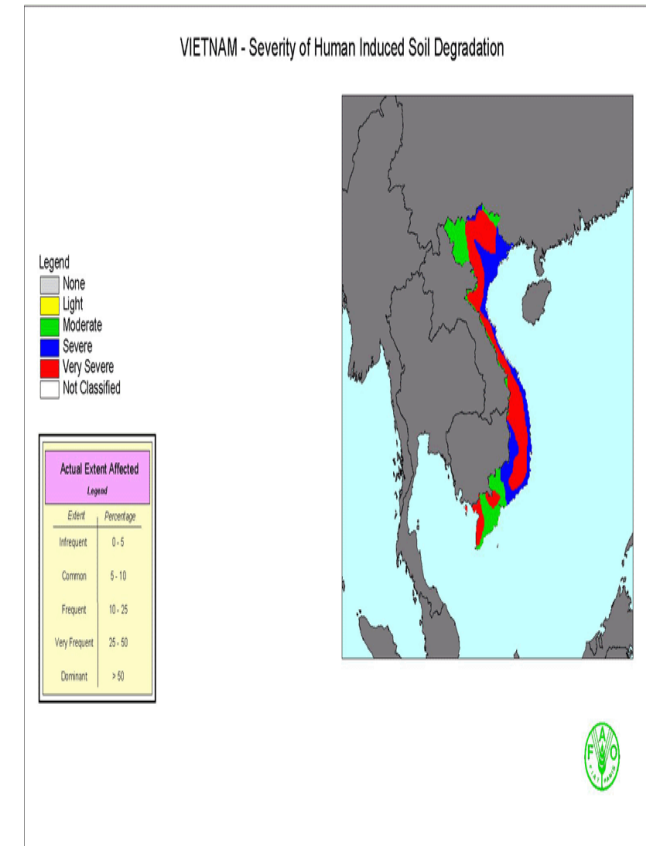 VIETNAM - Severity of Human Induced Soil Degradation
Legend
None
Light
Moderate
Severe
Very Severe
Not Classified
Actual Extent Affected
Legend
Extent Percentage
Infrequent 0 - 5
Common 5 - 10
Frequent 10 - 25
Very Frequent 25 - 50
Dominant > 50
F A O